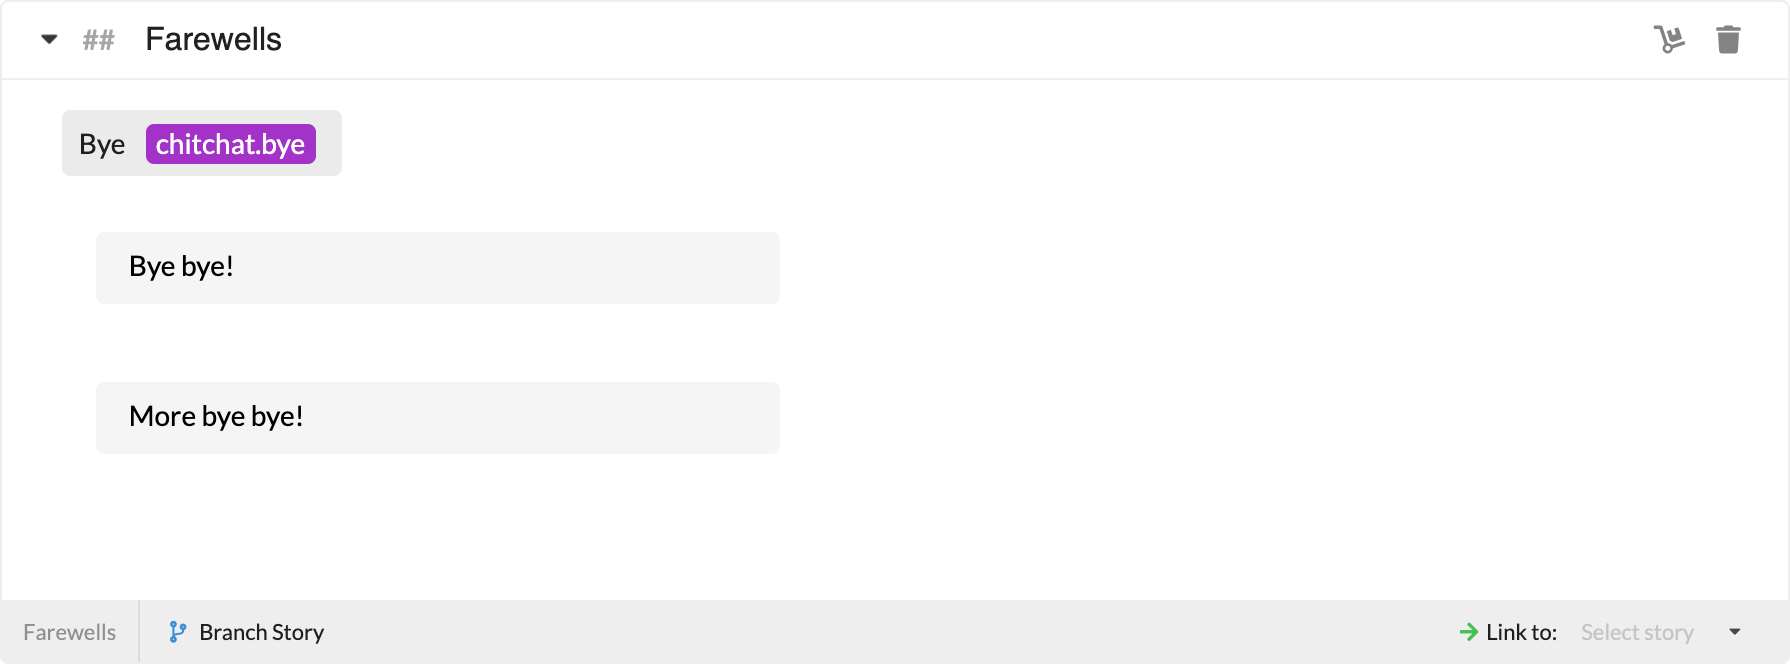 ## Farewells
Bye chitchat.bye
Bye bye!
More bye bye!
Farewells Branch Story Link to: Select story